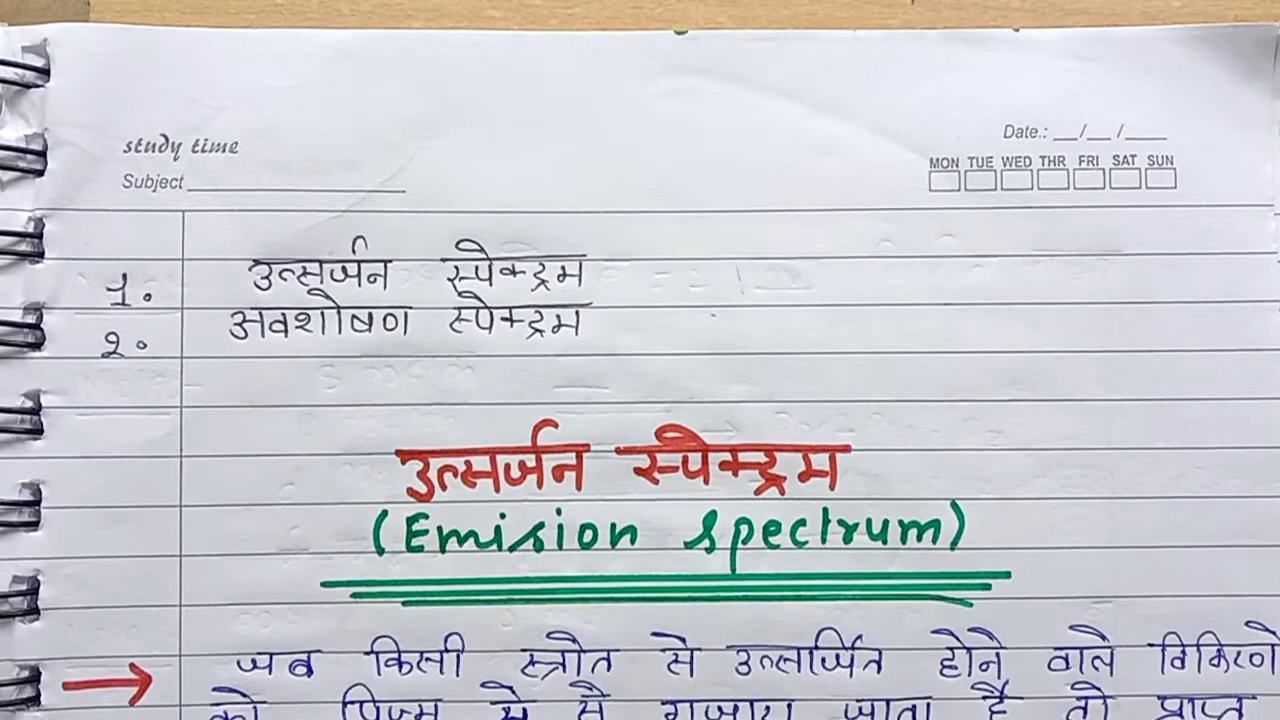 study time
Date.: __/__/____
Subject
MON TUE WED THR FRI SAT SUN
1. उत्सर्जन स्पेक्ट्रम
2. अवशोषण स्पेक्ट्रम
उत्सर्जन स्पेक्ट्रम
(Emision spectrum)
जब किसी स्त्रोत से उत्सर्जित होने वाले विकिरणो
को प्रिज्म मे से गुजारा जाता है तो प्राप्त